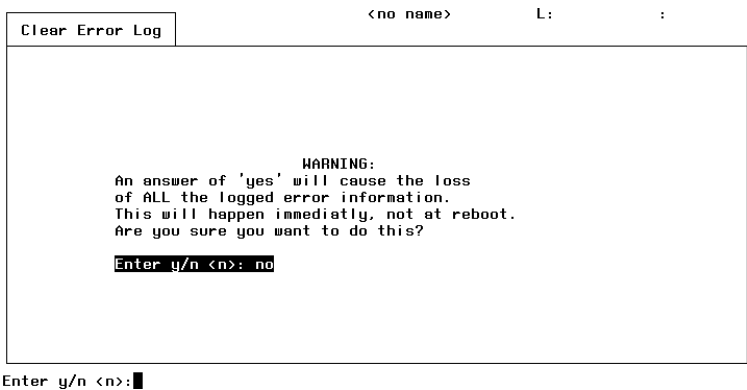 <no name> L: :
Clear Error Log
WARNING:
An answer of 'yes' will cause the loss
of ALL the logged error information.
This will happen immediatly, not at reboot.
Are you sure you want to do this?
Enter y/n <n>: no
Enter y/n <n>: